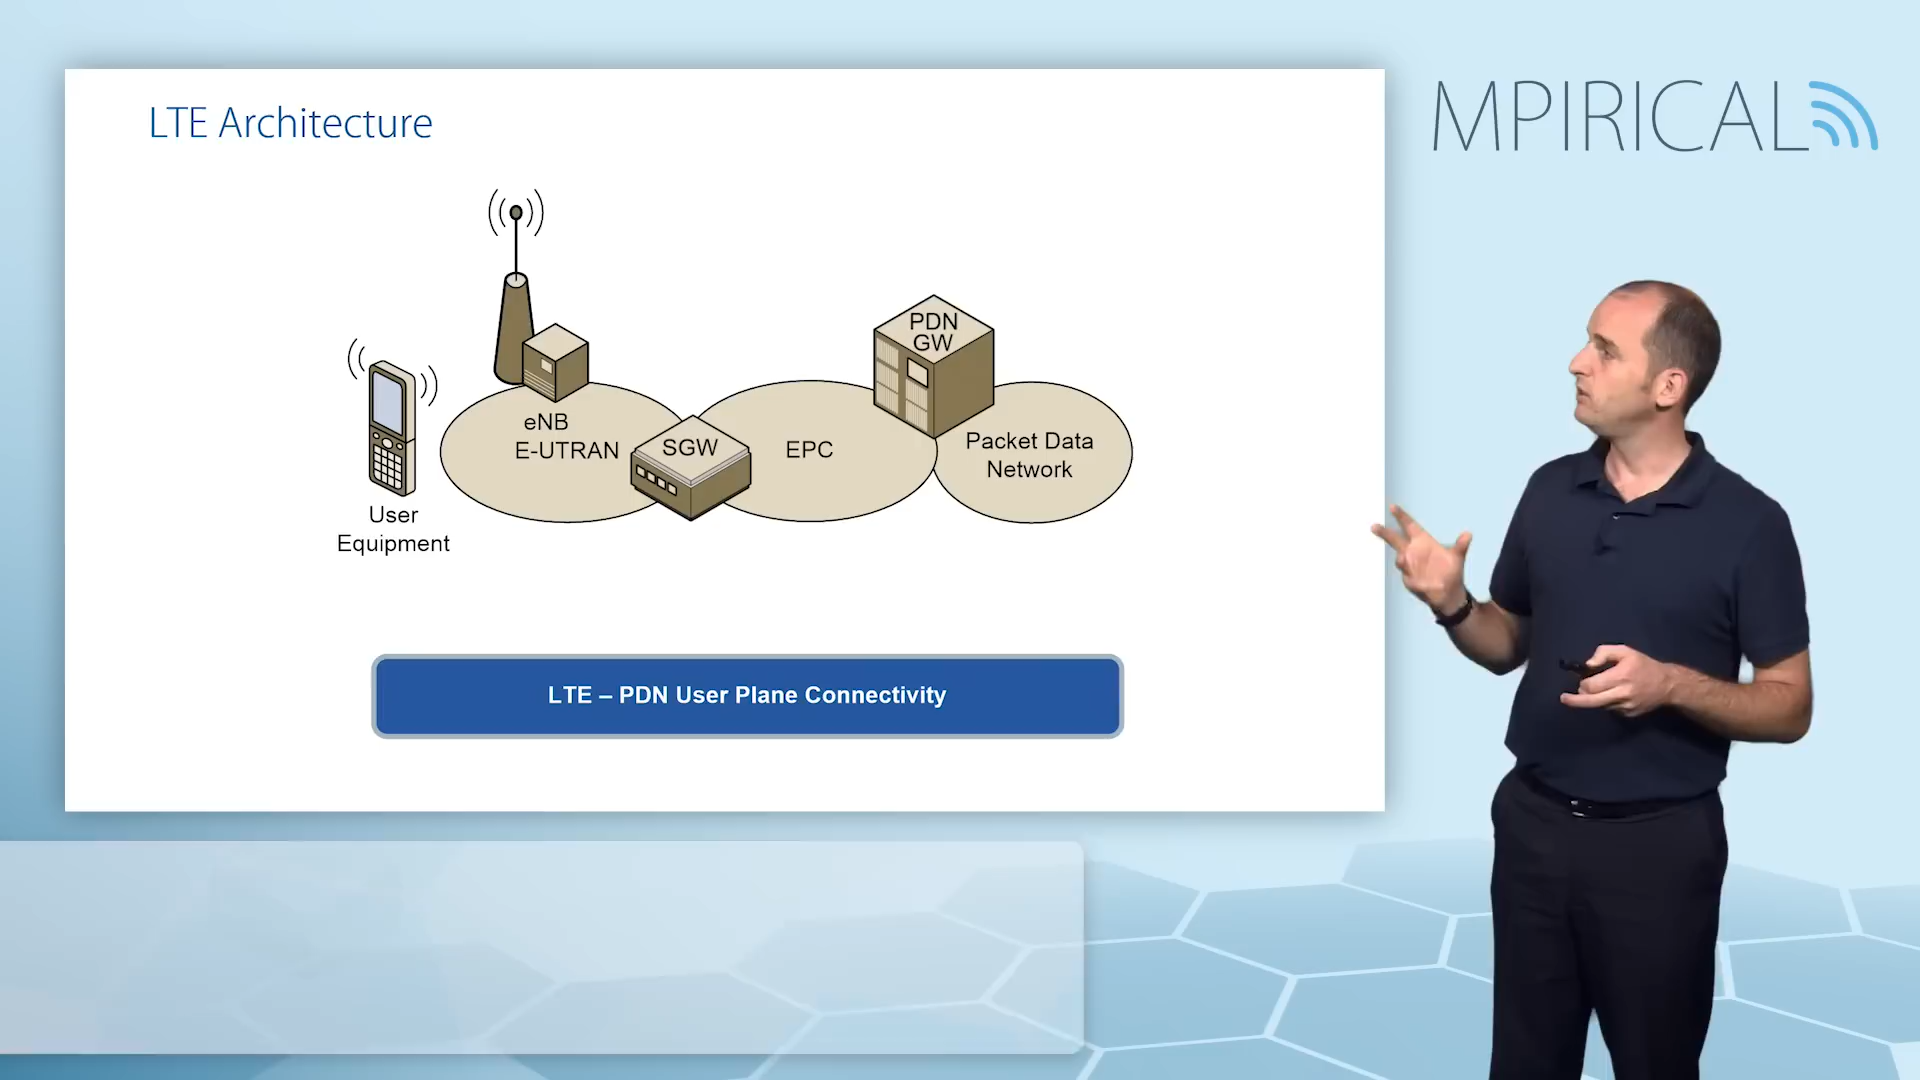 LTE Architecture
MPIRICAL
PDN
GW
eNB
E-UTRAN
SGW
EPC
Packet Data
Network
User
Equipment
LTE – PDN User Plane Connectivity